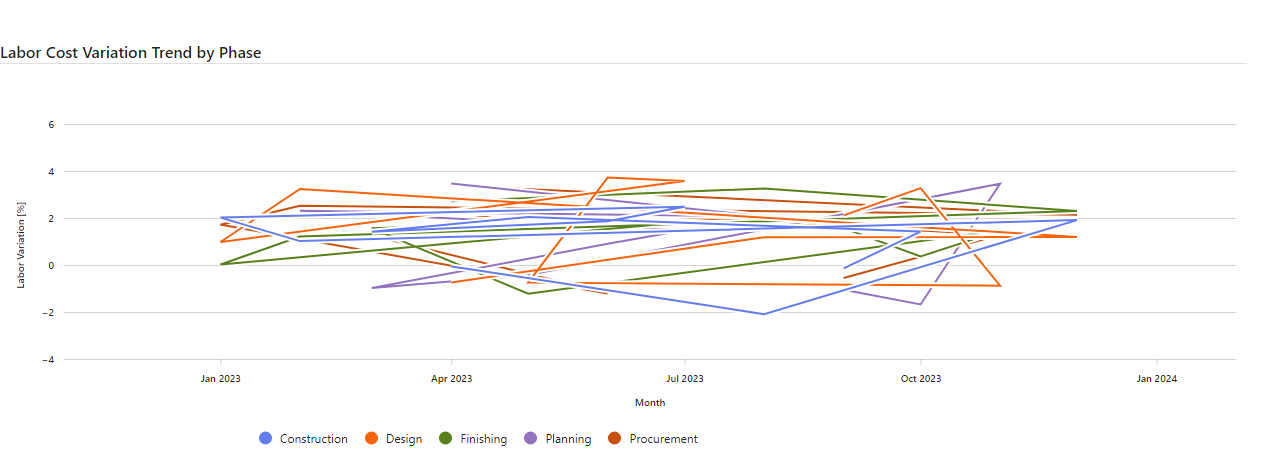 Labor Cost Variation Trend by Phase
Labor Variation [%]
6
4
2
0
−2
−4
Jan 2023 Apr 2023 Jul 2023 Oct 2023 Jan 2024
Month
Construction Design Finishing Planning Procurement